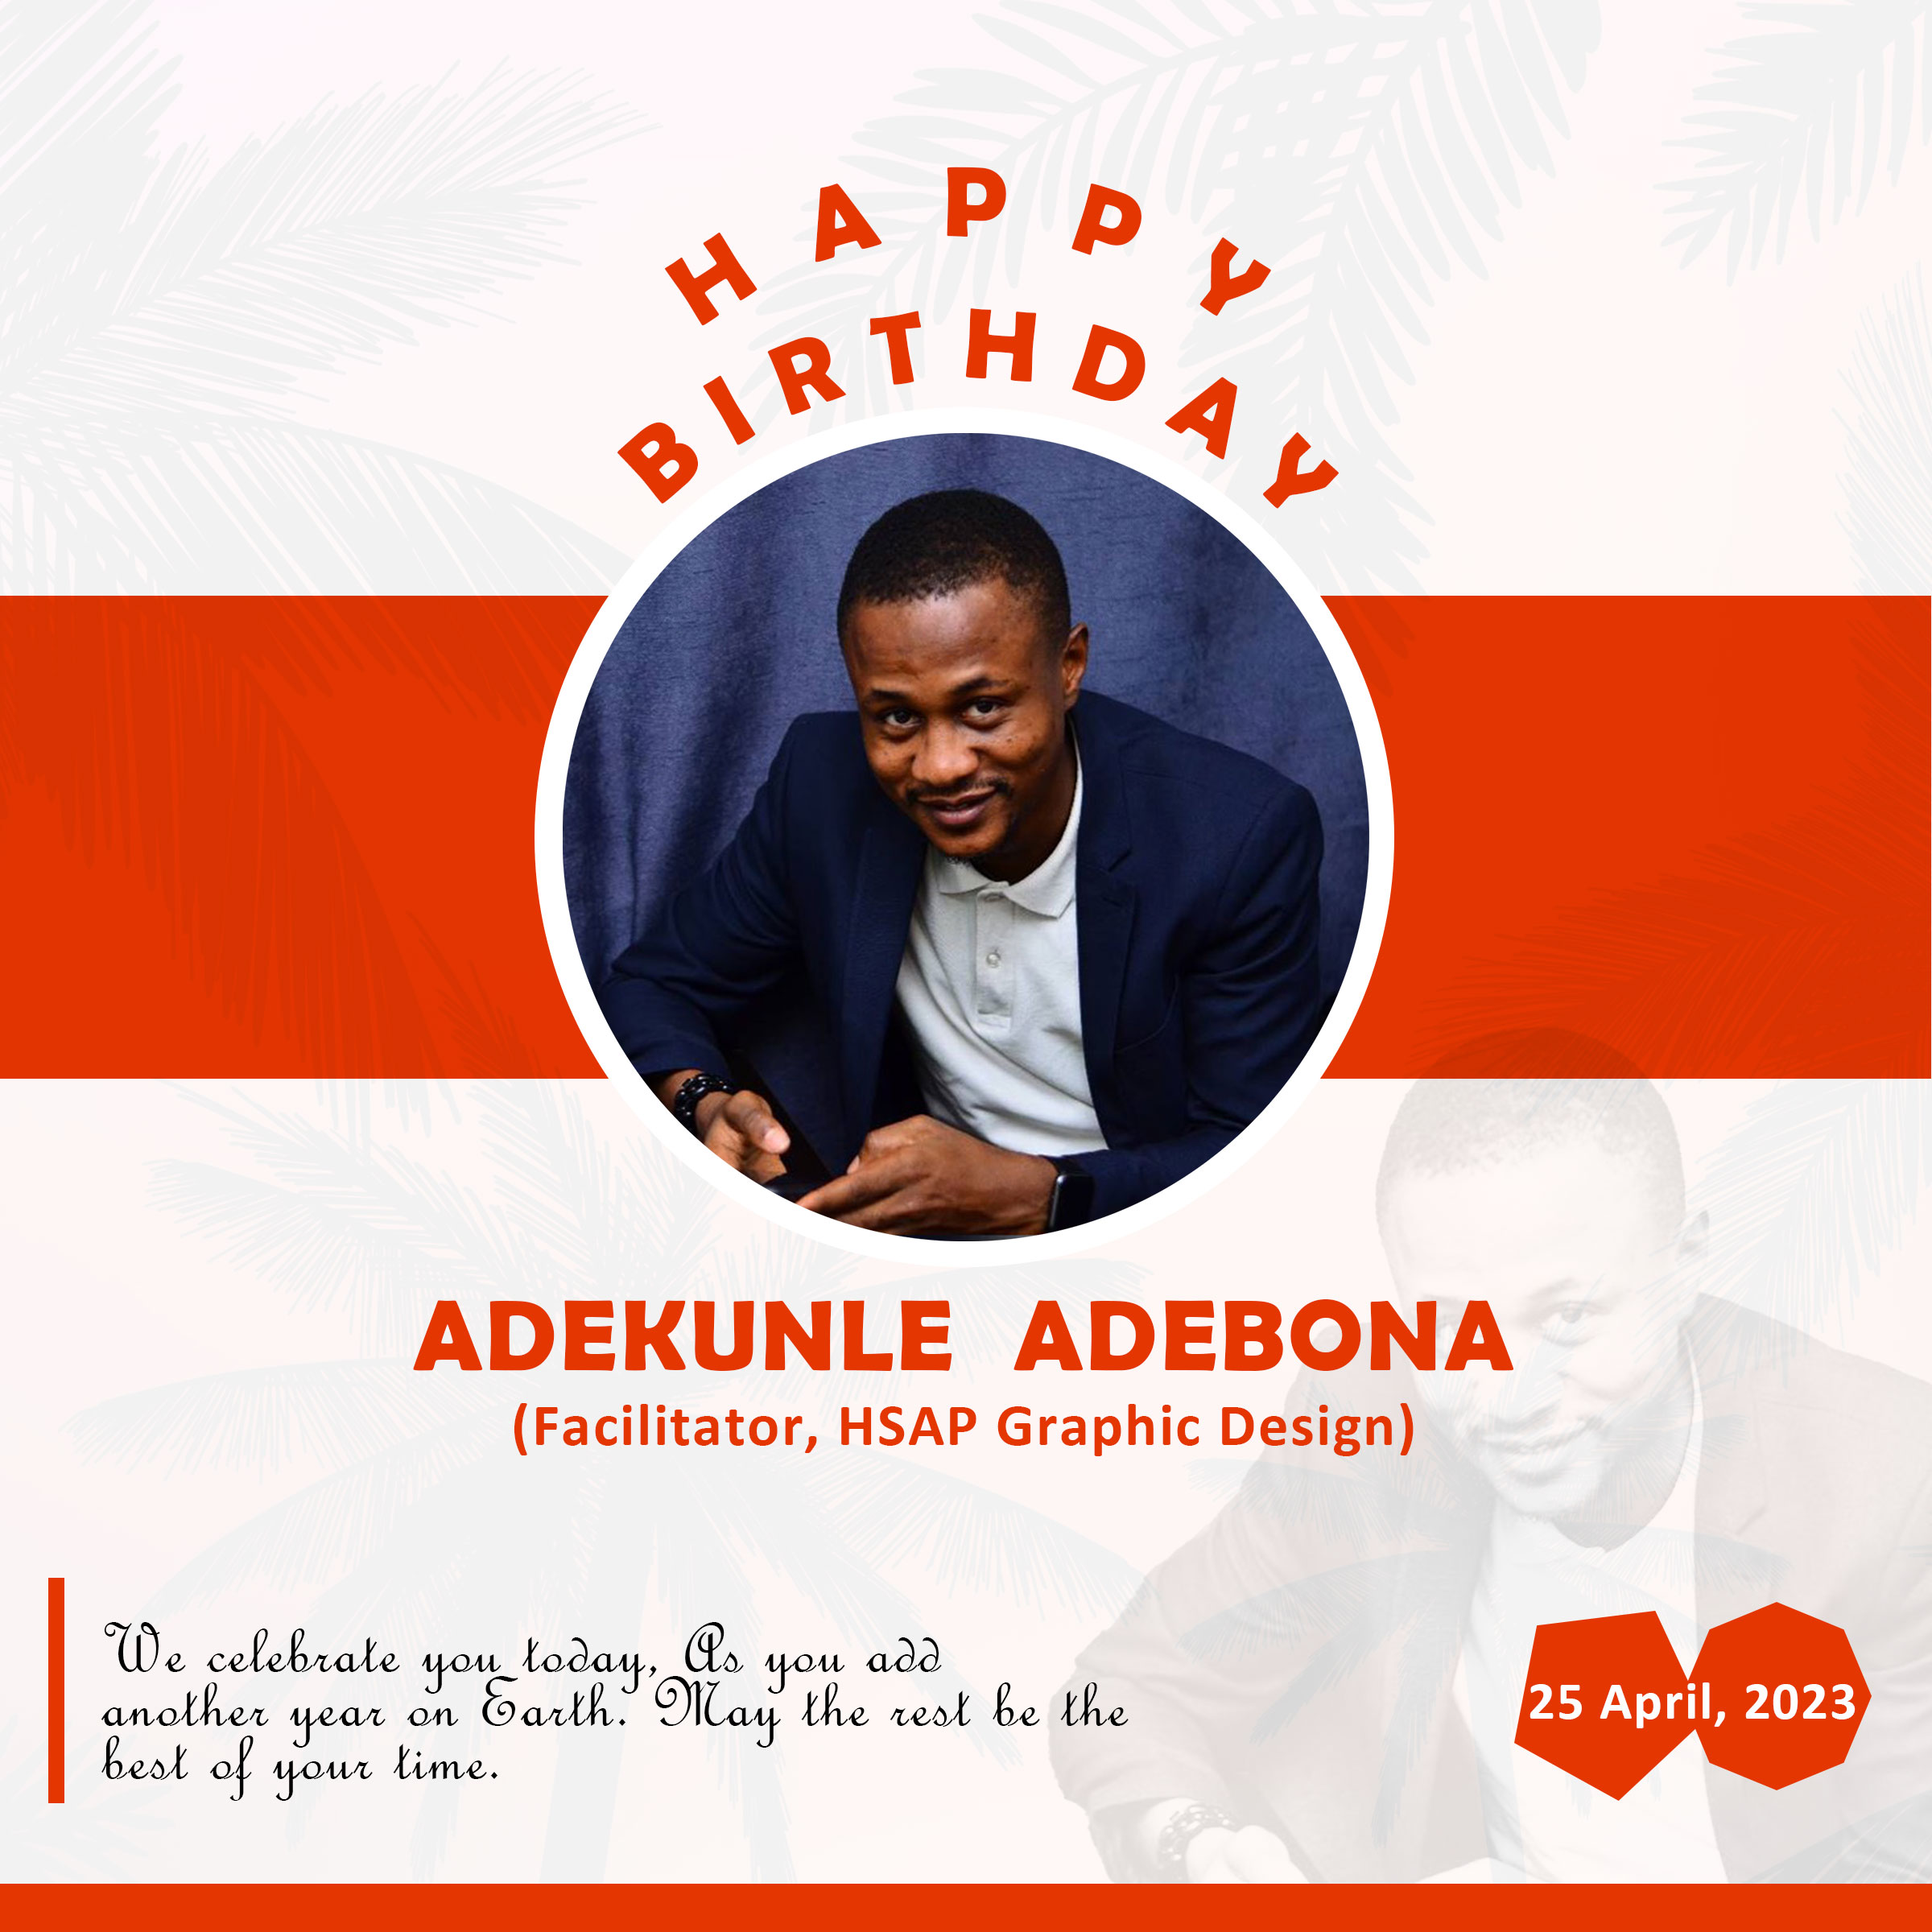 HAPPY
BIRTHDAY
ADEKUNLE ADEBONA
(Facilitator, HSAP Graphic Design)
We celebrate you today, As you add
another year on Earth. May the rest be the
best of your time.
25 April, 2023